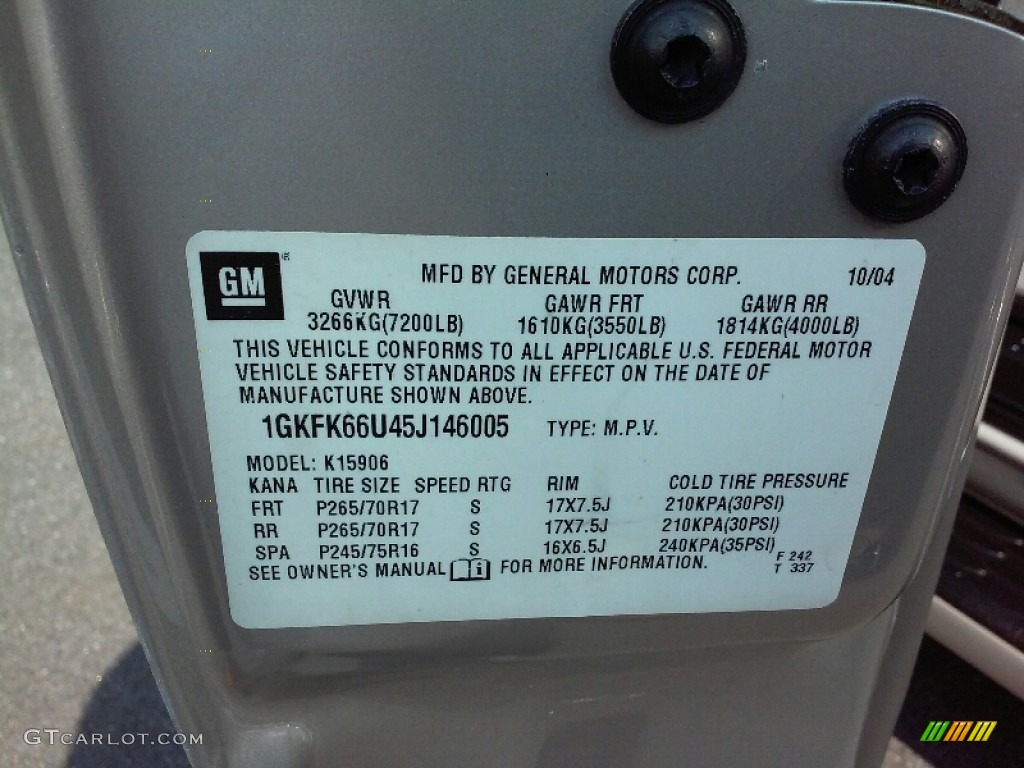 GM MFD BY GENERAL MOTORS CORP. 10/04
GVWR GAWR FRT GAWR RR
3266KG(7200LB) 1610KG(3550LB) 1814KG(4000LB)
THIS VEHICLE CONFORMS TO ALL APPLICABLE U.S. FEDERAL MOTOR
VEHICLE SAFETY STANDARDS IN EFFECT ON THE DATE OF
MANUFACTURE SHOWN ABOVE.
1GKFK66U45J146005 TYPE: M.P.V.
MODEL: K15906
KANA TIRE SIZE SPEED RTG RIM COLD TIRE PRESSURE
FRT P265/70R17 S 17X7.5J 210KPA(30PSI)
RR P265/70R17 S 17X7.5J 210KPA(30PSI)
SPA P245/75R16 S 16X6.5J 240KPA(35PSI)
SEE OWNER'S MANUAL FOR MORE INFORMATION.
F 242
T 337
GTCARLOT.COM